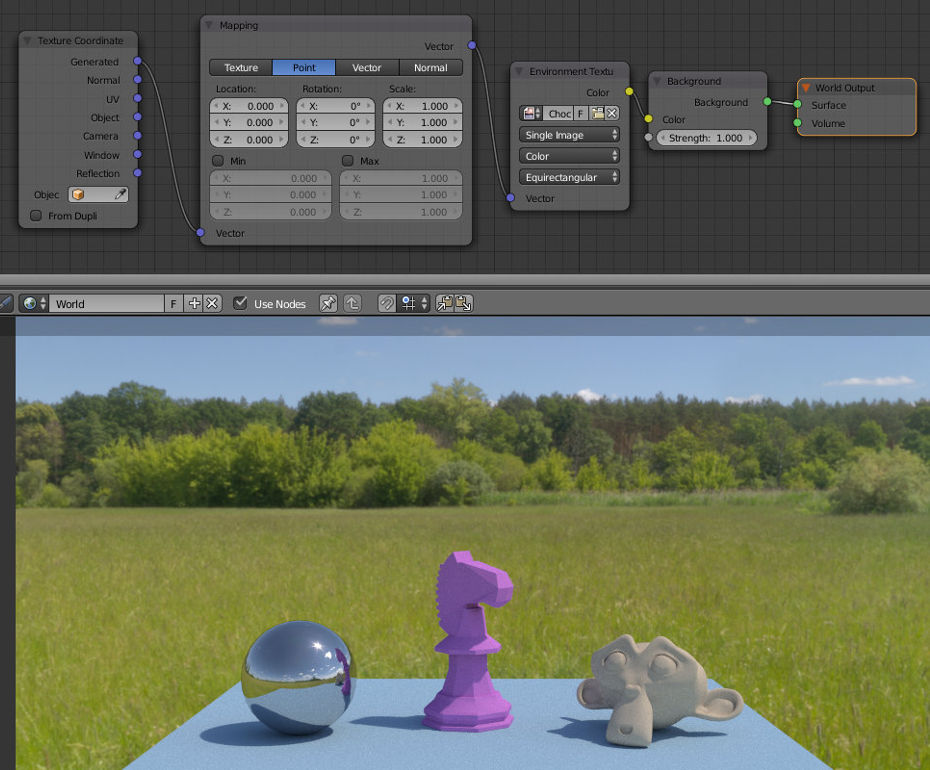 Texture Coordinate
Generated
Normal
UV
Object
Camera
Window
Reflection
Objec
From Dupli
Mapping
Vector
Texture Point Vector Normal
Location: Rotation: Scale:
X: 0.000 X: 0° X: 1.000
Y: 0.000 Y: 0° Y: 1.000
Z: 0.000 Z: 0° Z: 1.000
Min Max
X: 0.000 X: 1.000
Y: 0.000 Y: 1.000
Z: 0.000 Z: 1.000
Vector
Environment Textu
Color
Choc F
Single Image
Color
Equirectangular
Vector
Background
Background
Color
Strength: 1.000
World Output
Surface
Volume
World F Use Nodes